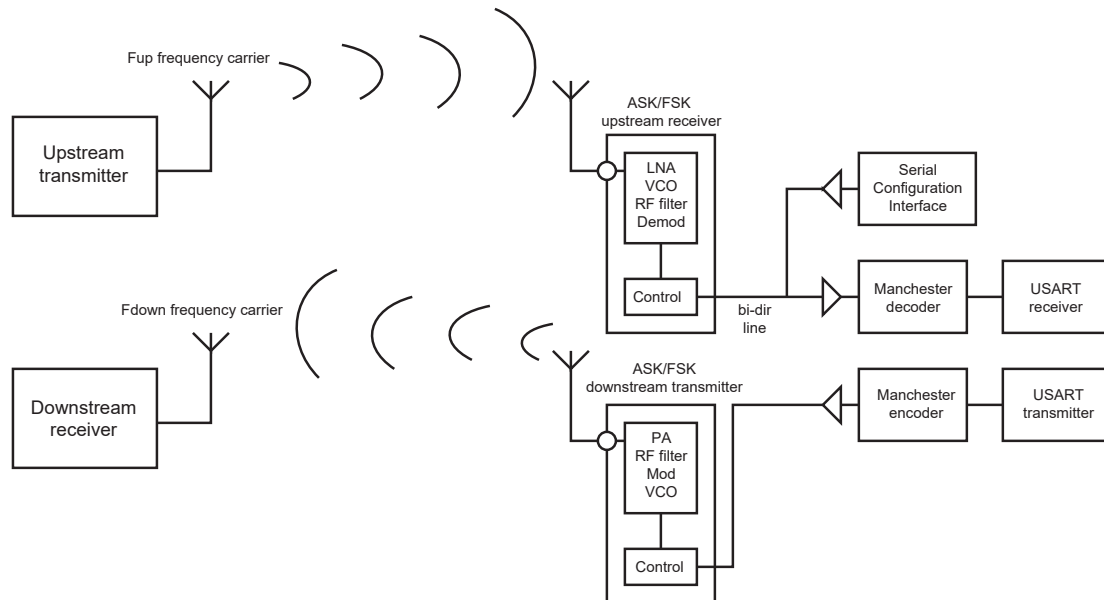 Fup frequency carrier
Upstream
transmitter
ASK/FSK
upstream receiver
LNA
VCO
RF filter
Demod
Control
bi-dir
line
Serial
Configuration
Interface
Manchester
decoder
USART
receiver
Fdown frequency carrier
Downstream
receiver
ASK/FSK
downstream transmitter
PA
RF filter
Mod
VCO
Control
Manchester
encoder
USART
transmitter